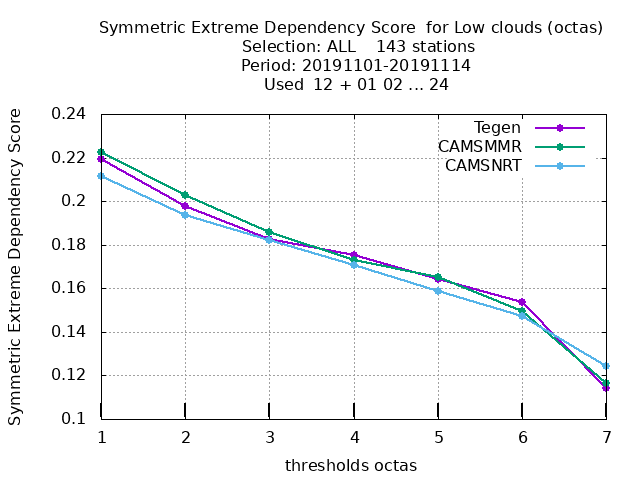 Symmetric Extreme Dependency Score for Low clouds (octas)
Selection: ALL 143 stations
Period: 20191101-20191114
Used 12 + 01 02 ... 24
Symmetric Extreme Dependency Score
0.24
0.22
0.2
0.18
0.16
0.14
0.12
0.1
Tegen
CAMSMMR
CAMSNRT
1 2 3 4 5 6 7
thresholds octas